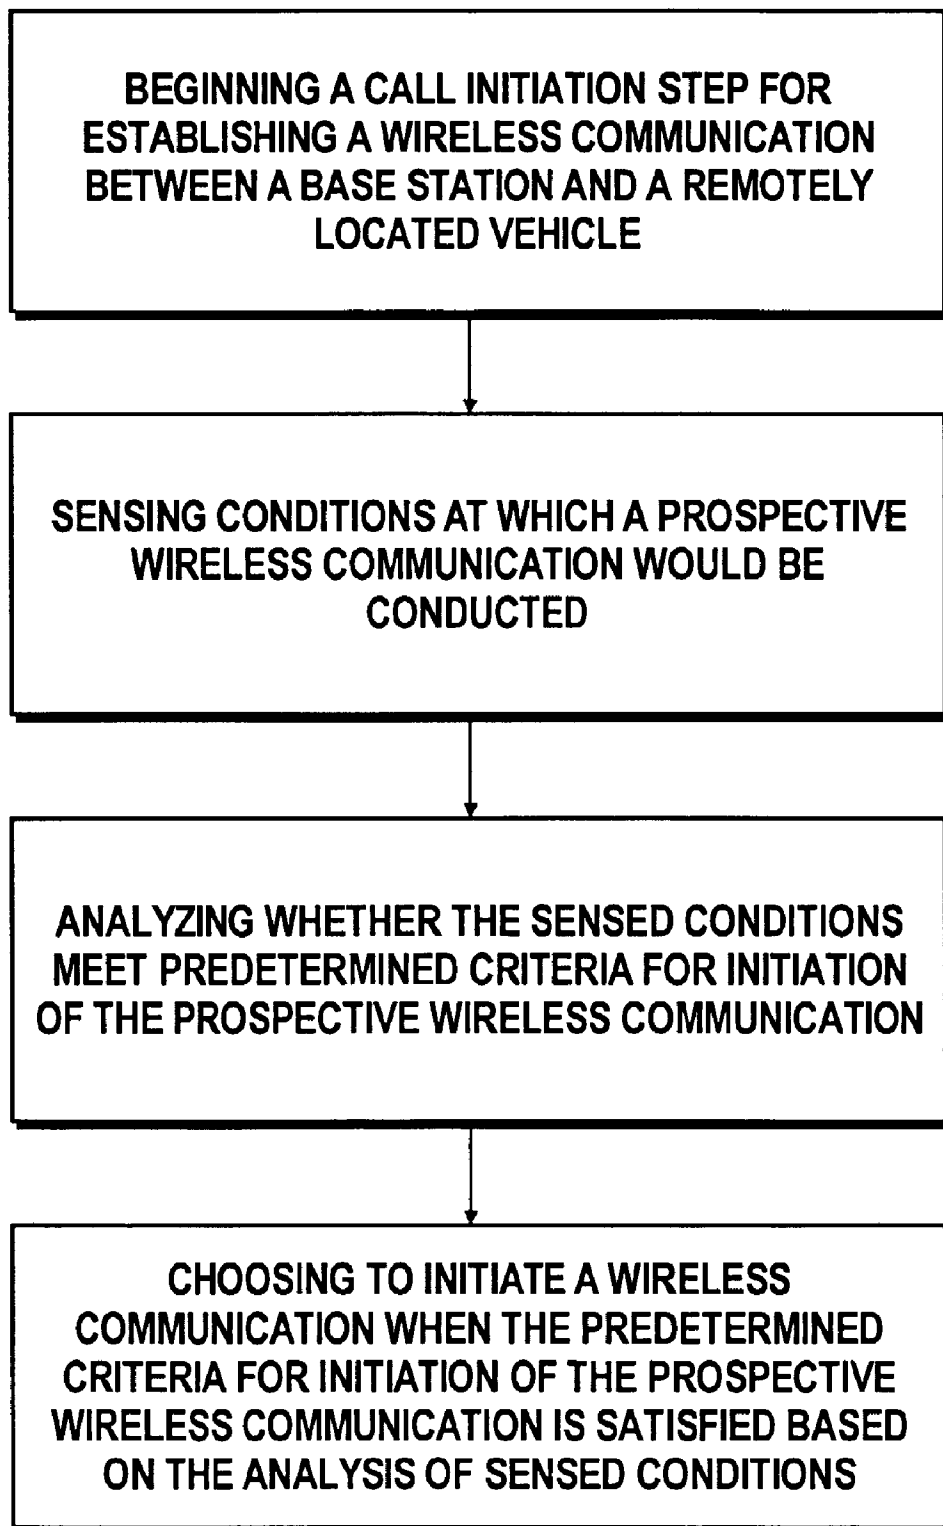 BEGINNING A CALL INITIATION STEP FOR
ESTABLISHING A WIRELESS COMMUNICATION
BETWEEN A BASE STATION AND A REMOTELY
LOCATED VEHICLE
SENSING CONDITIONS AT WHICH A PROSPECTIVE
WIRELESS COMMUNICATION WOULD BE
CONDUCTED
ANALYZING WHETHER THE SENSED CONDITIONS
MEET PREDETERMINED CRITERIA FOR INITIATION
OF THE PROSPECTIVE WIRELESS COMMUNICATION
CHOOSING TO INITIATE A WIRELESS
COMMUNICATION WHEN THE PREDETERMINED
CRITERIA FOR INITIATION OF THE PROSPECTIVE
WIRELESS COMMUNICATION IS SATISFIED BASED
ON THE ANALYSIS OF SENSED CONDITIONS